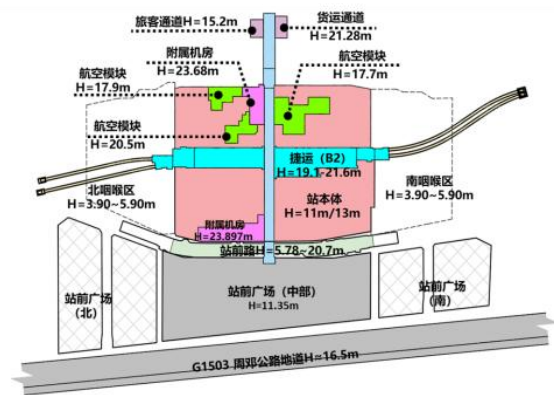 旅客通道H=15.2m
货运通道
H=21.28m
附属机房
H=23.68m
航空模块
H=17.7m
航空模块
H=17.9m
航空模块
H=20.5m
捷运（B2）
H=19.1-21.6m
北咽喉区
H=3.90~5.90m
南咽喉区
H=3.90~5.90m
站本体
H=11m/13m
附属机房
H=23.897m
站前路H=5.78~20.7m
站前广场
（北）
站前广场（中部）
H=11.35m
站前广场
（南）
G1503 周邓公路地道H≈16.5m